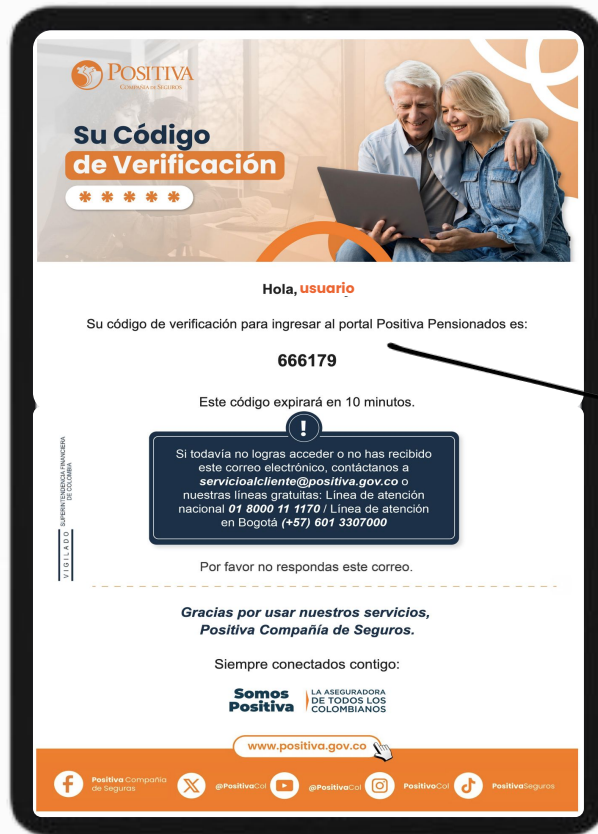 POSITIVA
COMPAÑÍA DE SEGUROS
Su Código
de Verificación
* * * * *
Hola, usuario
Su código de verificación para ingresar al portal Positiva Pensionados es:
666179
Este código expirará en 10 minutos.
!
Si todavía no logras acceder o no has recibido
este correo electrónico, contáctanos a
servicioalcliente@positiva.gov.co o
nuestras líneas gratuitas: Línea de atención
nacional 01 8000 11 1170 / Línea de atención
en Bogotá (+57) 601 3307000
VIGILADO
SUPERINTENDENCIA FINANCIERA
DE COLOMBIA
Por favor no respondas este correo.
Gracias por usar nuestros servicios,
Positiva Compañía de Seguros.
Siempre conectados contigo:
Somos
Positiva
LA ASEGURADORA
DE TODOS LOS
COLOMBIANOS
www.positiva.gov.co
Positiva Compañía
de Seguras
@PositivaCol
@PositivaCol
PositivoCol
PositivaSeguros